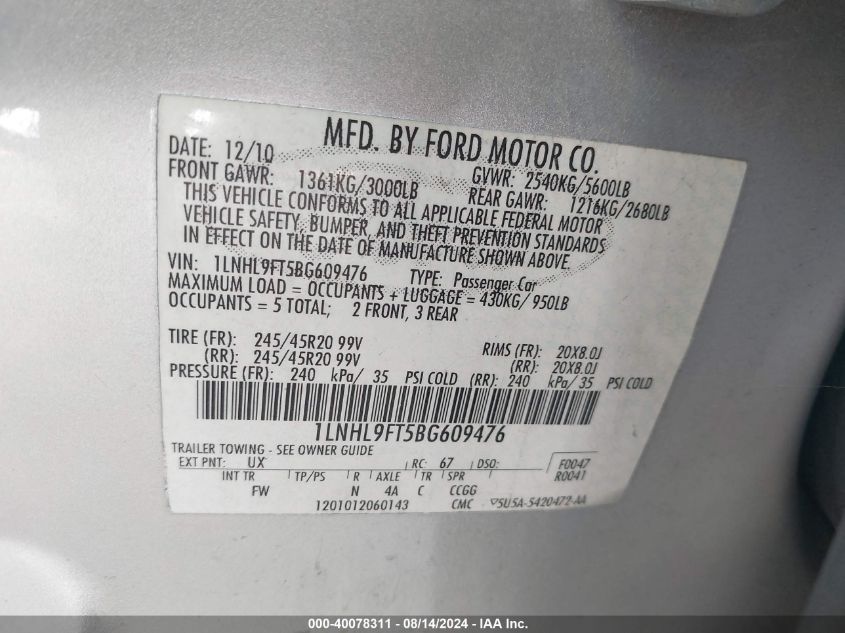 MFD. BY FORD MOTOR CO.
DATE: 12/10 GVWR: 2540KG/5600LB
FRONT GAWR: 1361KG/3000LB REAR GAWR: 1216KG/2680LB
THIS VEHICLE CONFORMS TO ALL APPLICABLE FEDERAL MOTOR
VEHICLE SAFETY, BUMPER, AND THEFT PREVENTION STANDARDS
IN EFFECT ON THE DATE OF MANUFACTURE SHOWN ABOVE.
VIN: 1LNHL9FT5BG609476 TYPE: Passenger Car
MAXIMUM LOAD = OCCUPANTS + LUGGAGE = 430KG/ 950LB
OCCUPANTS = 5 TOTAL; 2 FRONT, 3 REAR
TIRE (FR): 245/45R20 99V RIMS (FR): 20X8.0J
(RR): 245/45R20 99V (RR): 20X8.0J
PRESSURE (FR): 240 kPa/ 35 PSI COLD (RR): 240 kPa/ 35 PSI COLD
1LNHL9FT5BG609476
TRAILER TOWING - SEE OWNER GUIDE
EXT PNT: UX RC: 67 DSO: F0047
INT TR TP/PS R AXLE TR SPR R0041
FW N 4A C CCGG
1201012060143 CMC ▽5U5A-5420472-AA
000-40078311 - 08/14/2024 - IAA Inc.